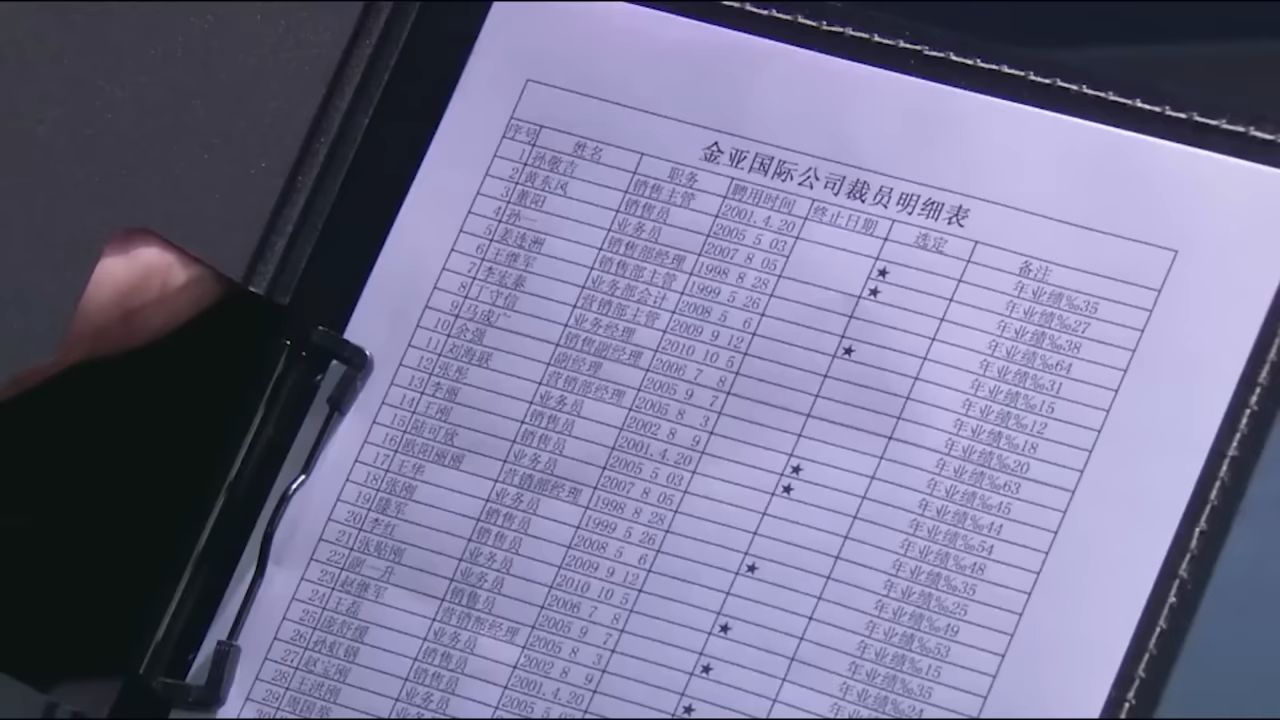 金亚国际公司裁员明细表
序号 姓名 职务 聘用时间 终止日期 选定 备注
1 孙敬吉 销售主管 2001.4.20 年业绩‰35
2 黄东风 销售员 2005 5 03 ★ 年业绩‰27
3 董阳 业务员 2007 8 05 ★ 年业绩‰38
4 孙一 销售部经理 1998 8 28 年业绩‰64
5 姜连洲 销售部主管 1999 5 26 年业绩‰31
6 王继军 业务部会计 2008 5 6 ★ 年业绩‰15
7 李宏泰 营销部主管 2009 9 12 年业绩‰12
8 丁守信 业务经理 2010 10 5 年业绩‰18
9 马成广 销售副经理 2006 7 8 年业绩‰20
10 余强 副经理 2005 9 7 年业绩‰63
11 刘海联 营销部经理 2005 8 3 年业绩‰45
12 张彤 业务员 2002 8 9 ★ 年业绩‰44
13 李丽 销售员 2001.4.20 ★ 年业绩‰54
14 王刚 销售员 2005 5 03 年业绩‰48
15 陆可欣 业务员 2007 8 05 年业绩‰35
16 欧阳丽丽 营销部经理 1998 8 28 年业绩‰25
17 王华 业务员 1999 5 26 ★ 年业绩‰49
18 张刚 销售员 2008 5 6 年业绩‰53
19 滕军 业务员 2009 9 12 年业绩‰15
20 李红 业务员 2010 10 5 ★ 年业绩‰35
21 张贴刚 销售员 2006 7 8 年业绩‰24
22 副一升 营销部经理 2005 9 7 ★
23 赵继军 业务员 2005 8 3
24 王磊 销售员 2002 8 9 ★
25 庞舒缓 销售员 2001.4.20
26 孙虹钢 业务员 2005.5.03
27 赵宝刚 业务
28 王洪刚
29